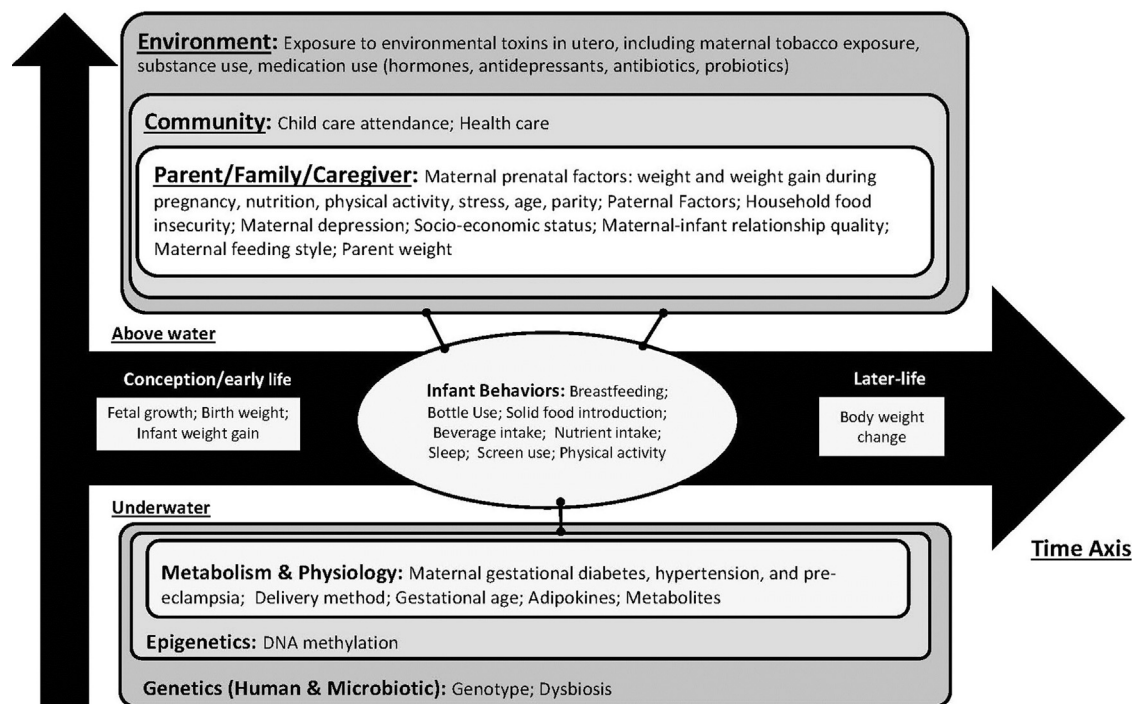 Environment: Exposure to environmental toxins in utero, including maternal tobacco exposure,
substance use, medication use (hormones, antidepressants, antibiotics, probiotics)
Community: Child care attendance; Health care
Parent/Family/Caregiver: Maternal prenatal factors: weight and weight gain during
pregnancy, nutrition, physical activity, stress, age, parity; Paternal Factors; Household food
insecurity; Maternal depression; Socio-economic status; Maternal-infant relationship quality;
Maternal feeding style; Parent weight
Above water
Conception/early life
Fetal growth; Birth weight;
Infant weight gain
Infant Behaviors: Breastfeeding;
Bottle Use; Solid food introduction;
Beverage intake; Nutrient intake;
Sleep; Screen use; Physical activity
Later-life
Body weight
change
Underwater
Time Axis
Metabolism & Physiology: Maternal gestational diabetes, hypertension, and pre-
eclampsia; Delivery method; Gestational age; Adipokines; Metabolites
Epigenetics: DNA methylation
Genetics (Human & Microbiotic): Genotype; Dysbiosis